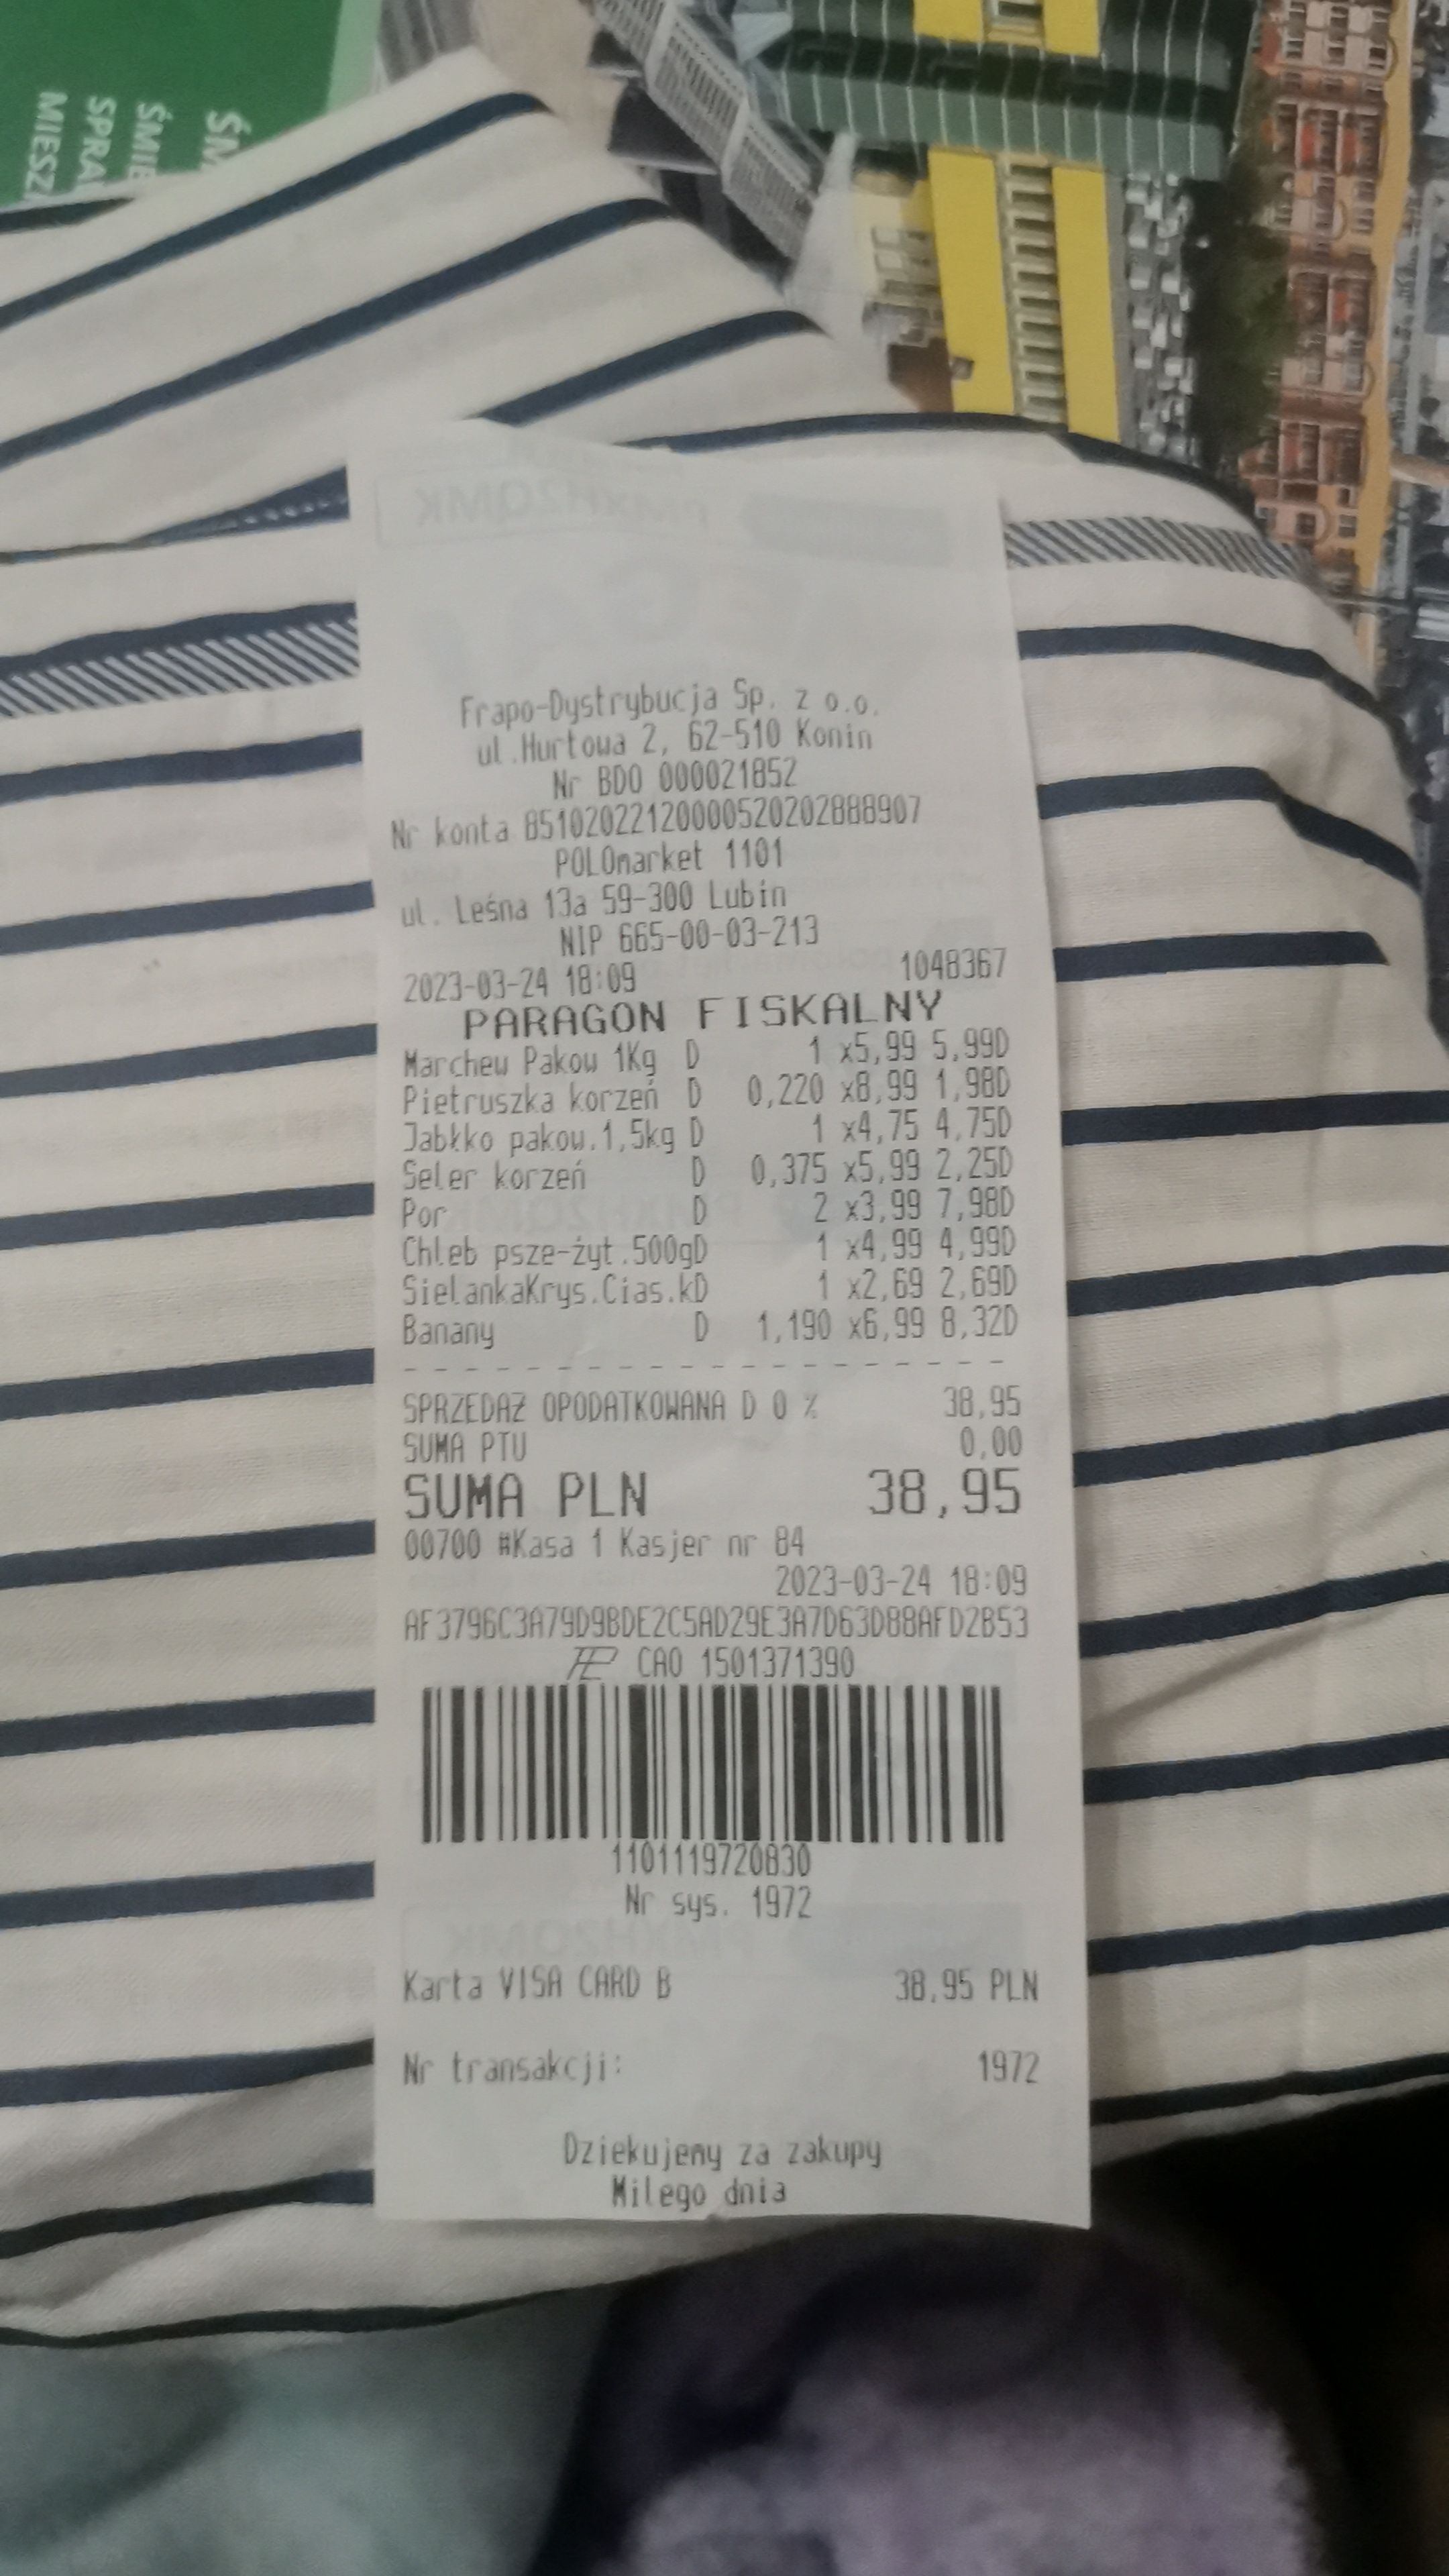 ŚM
ŚMIE
SPRA
MIESZ
Frapo-Dystrybucja Sp. z o.o.
ul.Hurtowa 2, 62-510 Konin
Nr BDO 000021852
Nr konta 85102022120000520202888907
POLOmarket 1101
ul. Leśna 13a 59-300 Lubin
NIP 665-00-03-213
2023-03-24 18:09 1048367
PARAGON FISKALNY
Marchew Pakow 1Kg D 1 x5,99 5,99D
Pietruszka korzeń D 0,220 x8,99 1,98D
Jabłko pakow.1,5kg D 1 x4,75 4,75D
Seler korzeń D 0,375 x5,99 2,25D
Por D 2 x3,99 7,98D
Chleb psze-żyt.500gD 1 x4,99 4,99D
SielankaKrys.Cias.kD 1 x2,69 2,69D
Banany D 1,190 x6,99 8,32D
SPRZEDAŻ OPODATKOWANA D 0 % 38,95
SUMA PTU 0,00
SUMA PLN 38,95
00700 #Kasa 1 Kasjer nr 84
2023-03-24 18:09
AF3796C3A79D9BDE2C5AD29E3A7D63D88AFD2B53
CAO 1501371390
1101119720830
Nr sys. 1972
Karta VISA CARD B 38,95 PLN
Nr transakcji: 1972
Dziekujemy za zakupy
Milego dnia